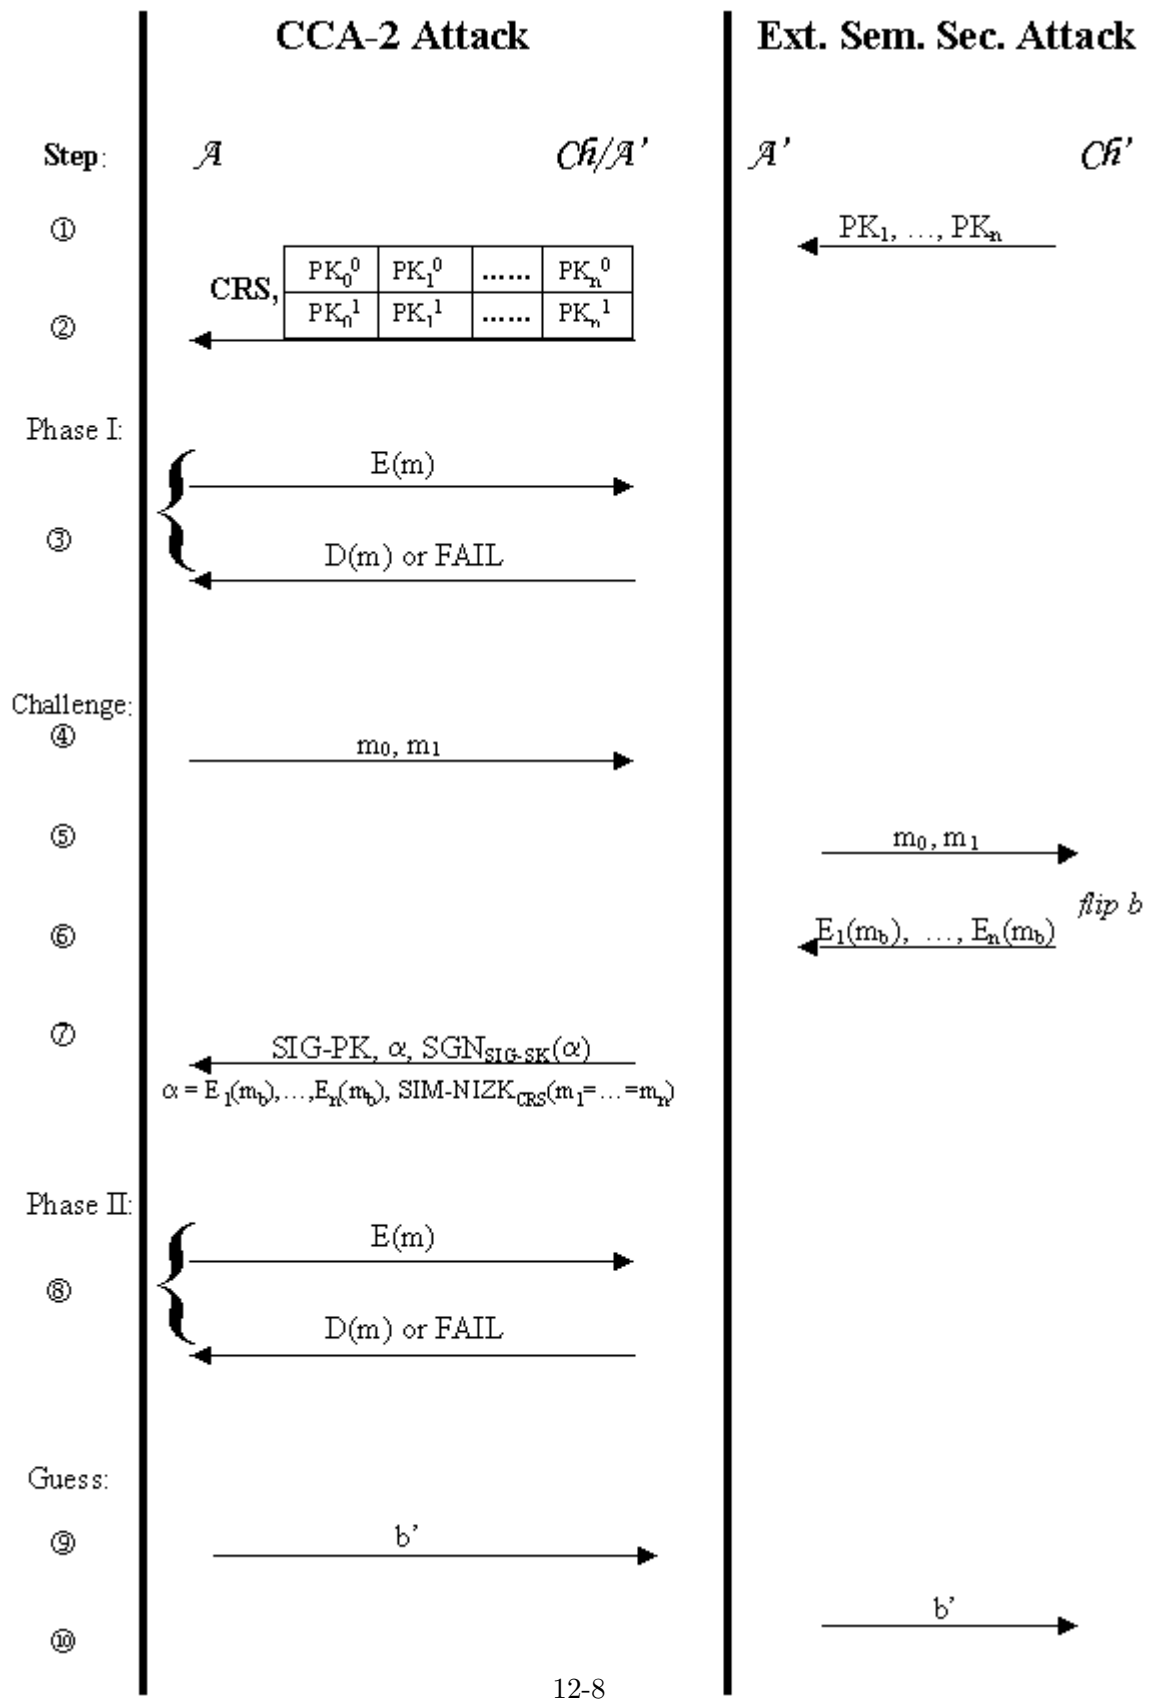 CCA-2 Attack Ext. Sem. Sec. Attack
Step: A Ch/A' A' Ch'
① PK₁, …, PKₙ
CRS, PK₀⁰ PK₁⁰ …… PKₙ⁰
② PK₀¹ PK₁¹ …… PKₙ¹
Phase I:
E(m)
③
D(m) or FAIL
Challenge:
④ m₀, m₁
⑤ m₀, m₁
flip b
⑥ E₁(m_b), …, Eₙ(m_b)
⑦ SIG-PK, α, SGN_SIG-SK(α)
α = E₁(m_b),…,Eₙ(m_b), SIM-NIZK_CRS(m₁=…=mₙ)
Phase II:
E(m)
⑧
D(m) or FAIL
Guess:
⑨ b’
b’
⑩
12-8